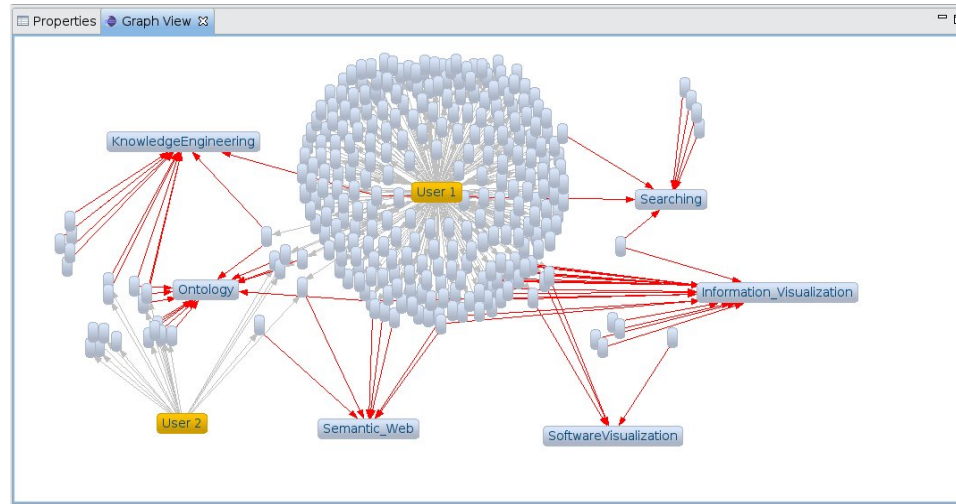 Properties
Graph View
KnowledgeEngineering
User 1
Searching
Ontology
Information_Visualization
User 2
Semantic_Web
SoftwareVisualization